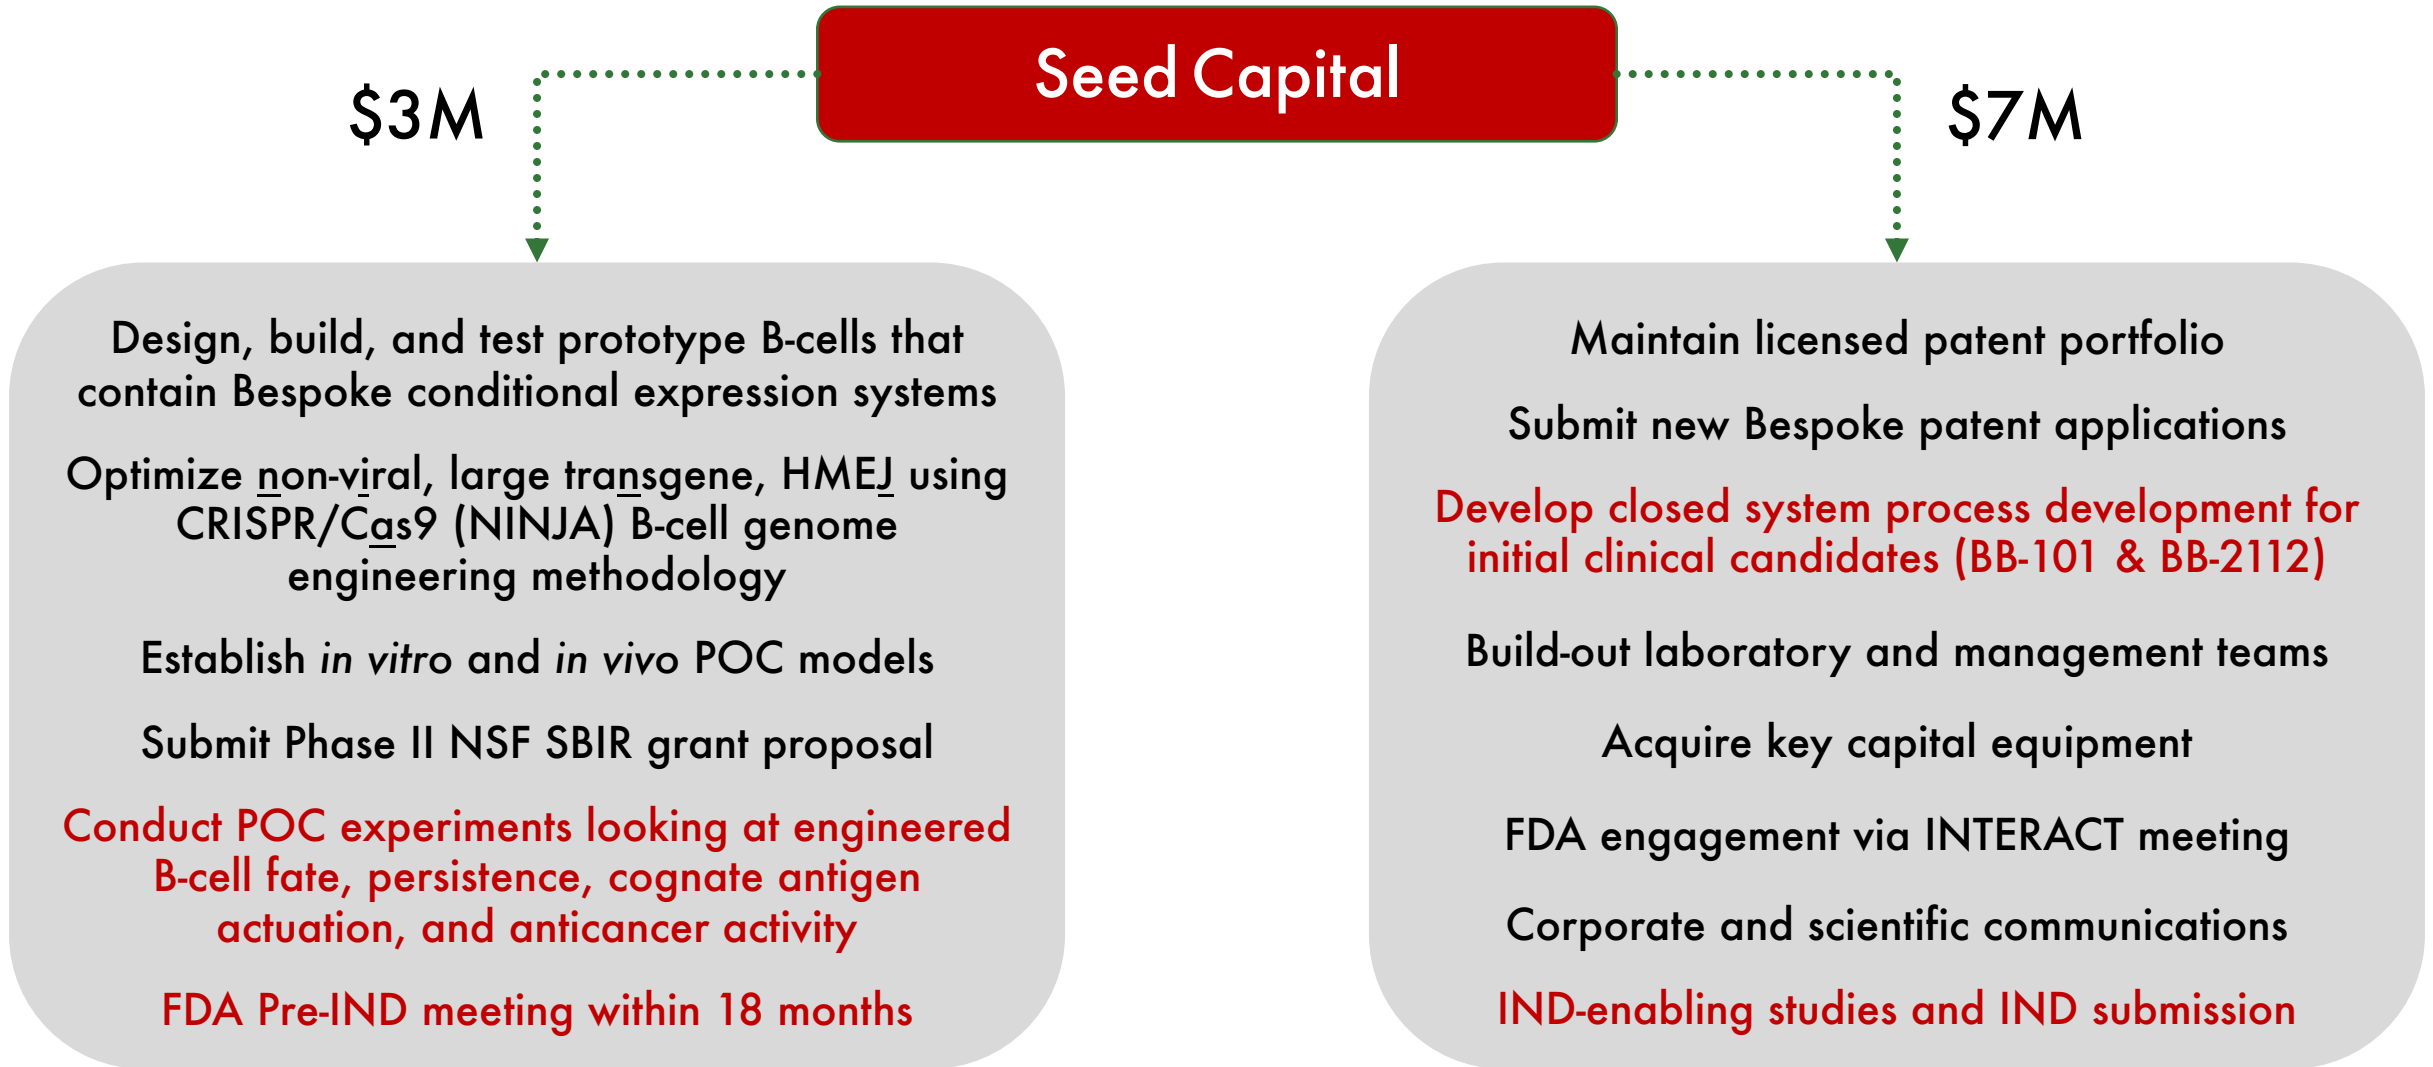 Seed Capital
$3M
$7M
Design, build, and test prototype B-cells that
contain Bespoke conditional expression systems
Optimize non-viral, large transgene, HMEJ using
CRISPR/Cas9 (NINJA) B-cell genome
engineering methodology
Establish in vitro and in vivo POC models
Submit Phase II NSF SBIR grant proposal
Conduct POC experiments looking at engineered
B-cell fate, persistence, cognate antigen
actuation, and anticancer activity
FDA Pre-IND meeting within 18 months
Maintain licensed patent portfolio
Submit new Bespoke patent applications
Develop closed system process development for
initial clinical candidates (BB-101 & BB-2112)
Build-out laboratory and management teams
Acquire key capital equipment
FDA engagement via INTERACT meeting
Corporate and scientific communications
IND-enabling studies and IND submission